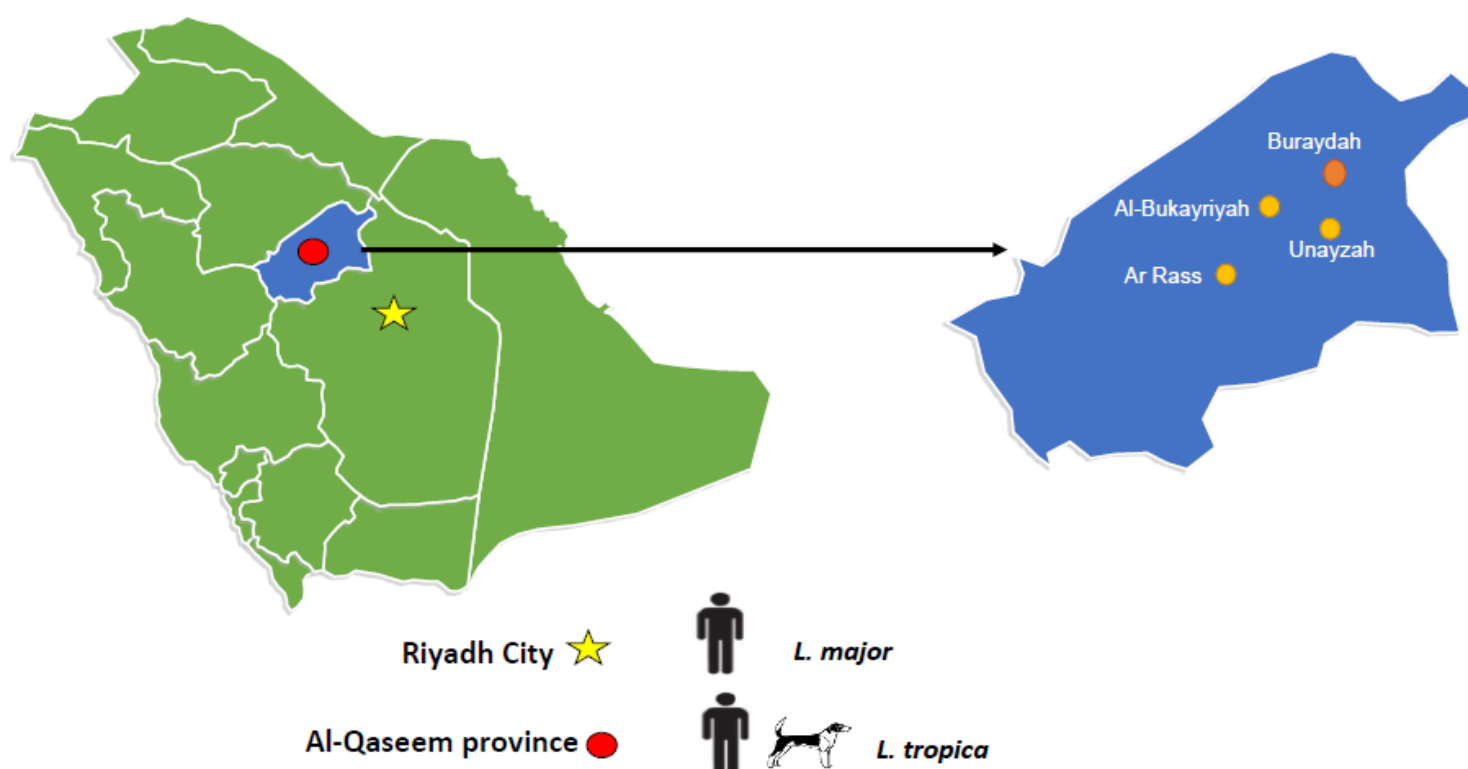 Buraydah
Al-Bukayriyah
Unayzah
Ar Rass
Riyadh City
L. major
Al-Qaseem province
L. tropica